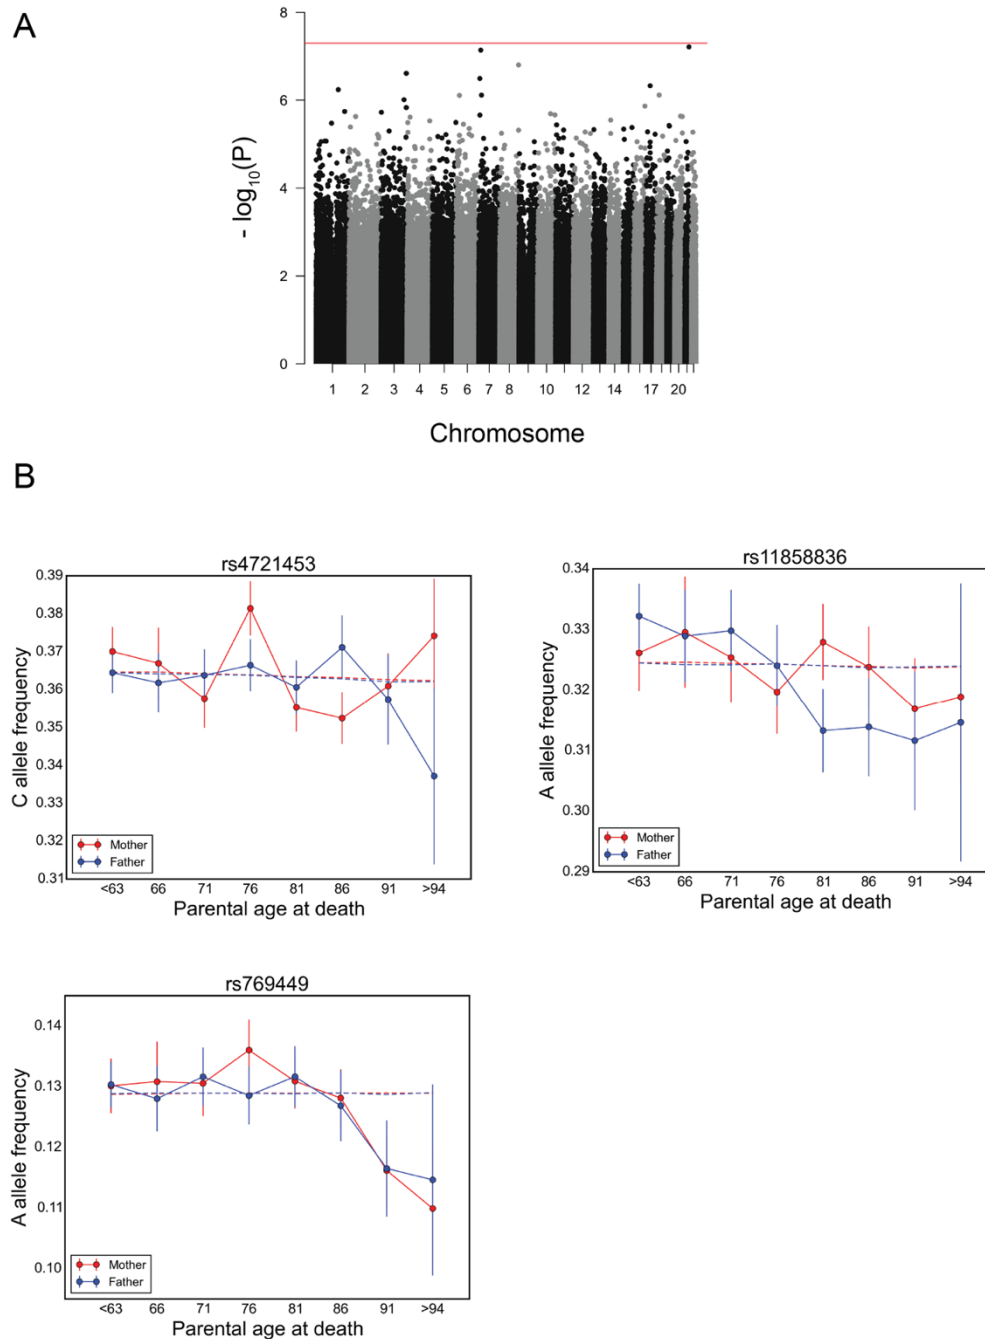 A
8
6
4
2
0
- log10(P)
1 2 3 4 5 6 7 8 10 12 14 17 20
Chromosome
B
rs4721453
0.39
0.38
0.37
0.36
0.35
0.34
0.33
0.32
0.31
C allele frequency
Mother
Father
<63 66 71 76 81 86 91 >94
Parental age at death
rs11858836
0.34
0.33
0.32
0.31
0.30
0.29
A allele frequency
Mother
Father
<63 66 71 76 81 86 91 >94
Parental age at death
rs769449
0.14
0.13
0.12
0.11
0.10
A allele frequency
Mother
Father
<63 66 71 76 81 86 91 >94
Parental age at death